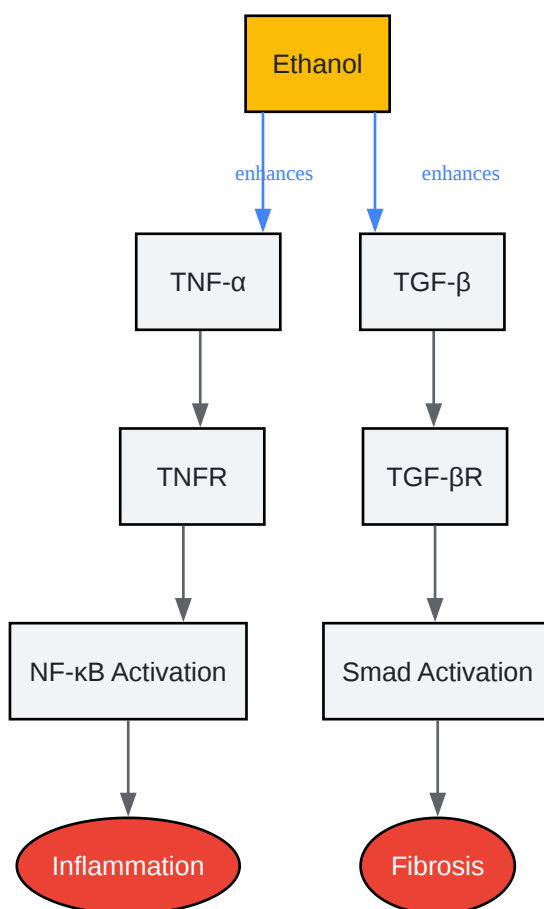 Ethanol
enhances
enhances
TNF-α
TGF-β
TNFR
TGF-βR
NF-κB Activation
Smad Activation
Inflammation
Fibrosis